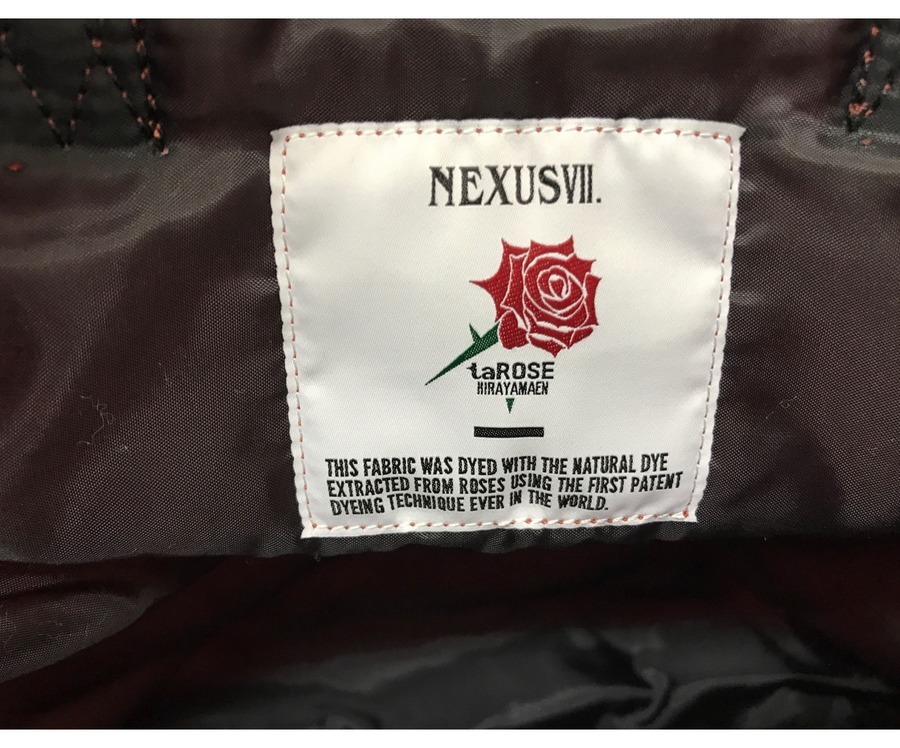 NEXUSVII.
LaROSE
HIRAYAMAEN
THIS FABRIC WAS DYED WITH THE NATURAL DYE
EXTRACTED FROM ROSES USING THE FIRST PATENT
DYEING TECHNIQUE EVER IN THE WORLD.